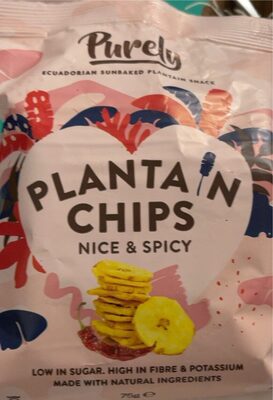 Purely
ECUADORIAN SUNBAKED PLANTAIN SNACK
PLANTAIN
CHIPS
NICE & SPICY
LOW IN SUGAR. HIGH IN FIBRE & POTASSIUM
MADE WITH NATURAL INGREDIENTS
75g e